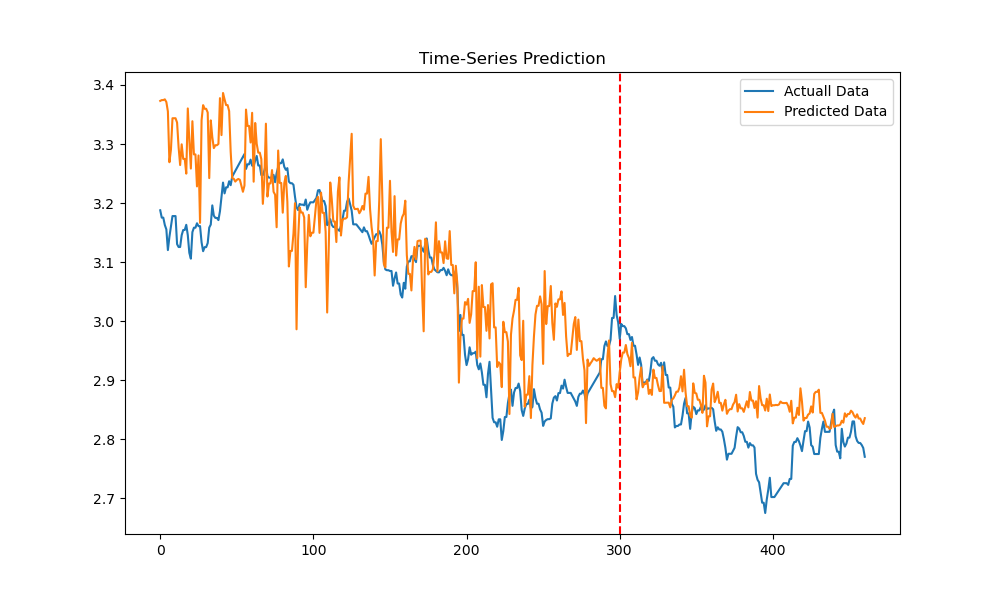 Time-Series Prediction
Actuall Data
Predicted Data
3.4
3.3
3.2
3.1
3.0
2.9
2.8
2.7
0 100 200 300 400